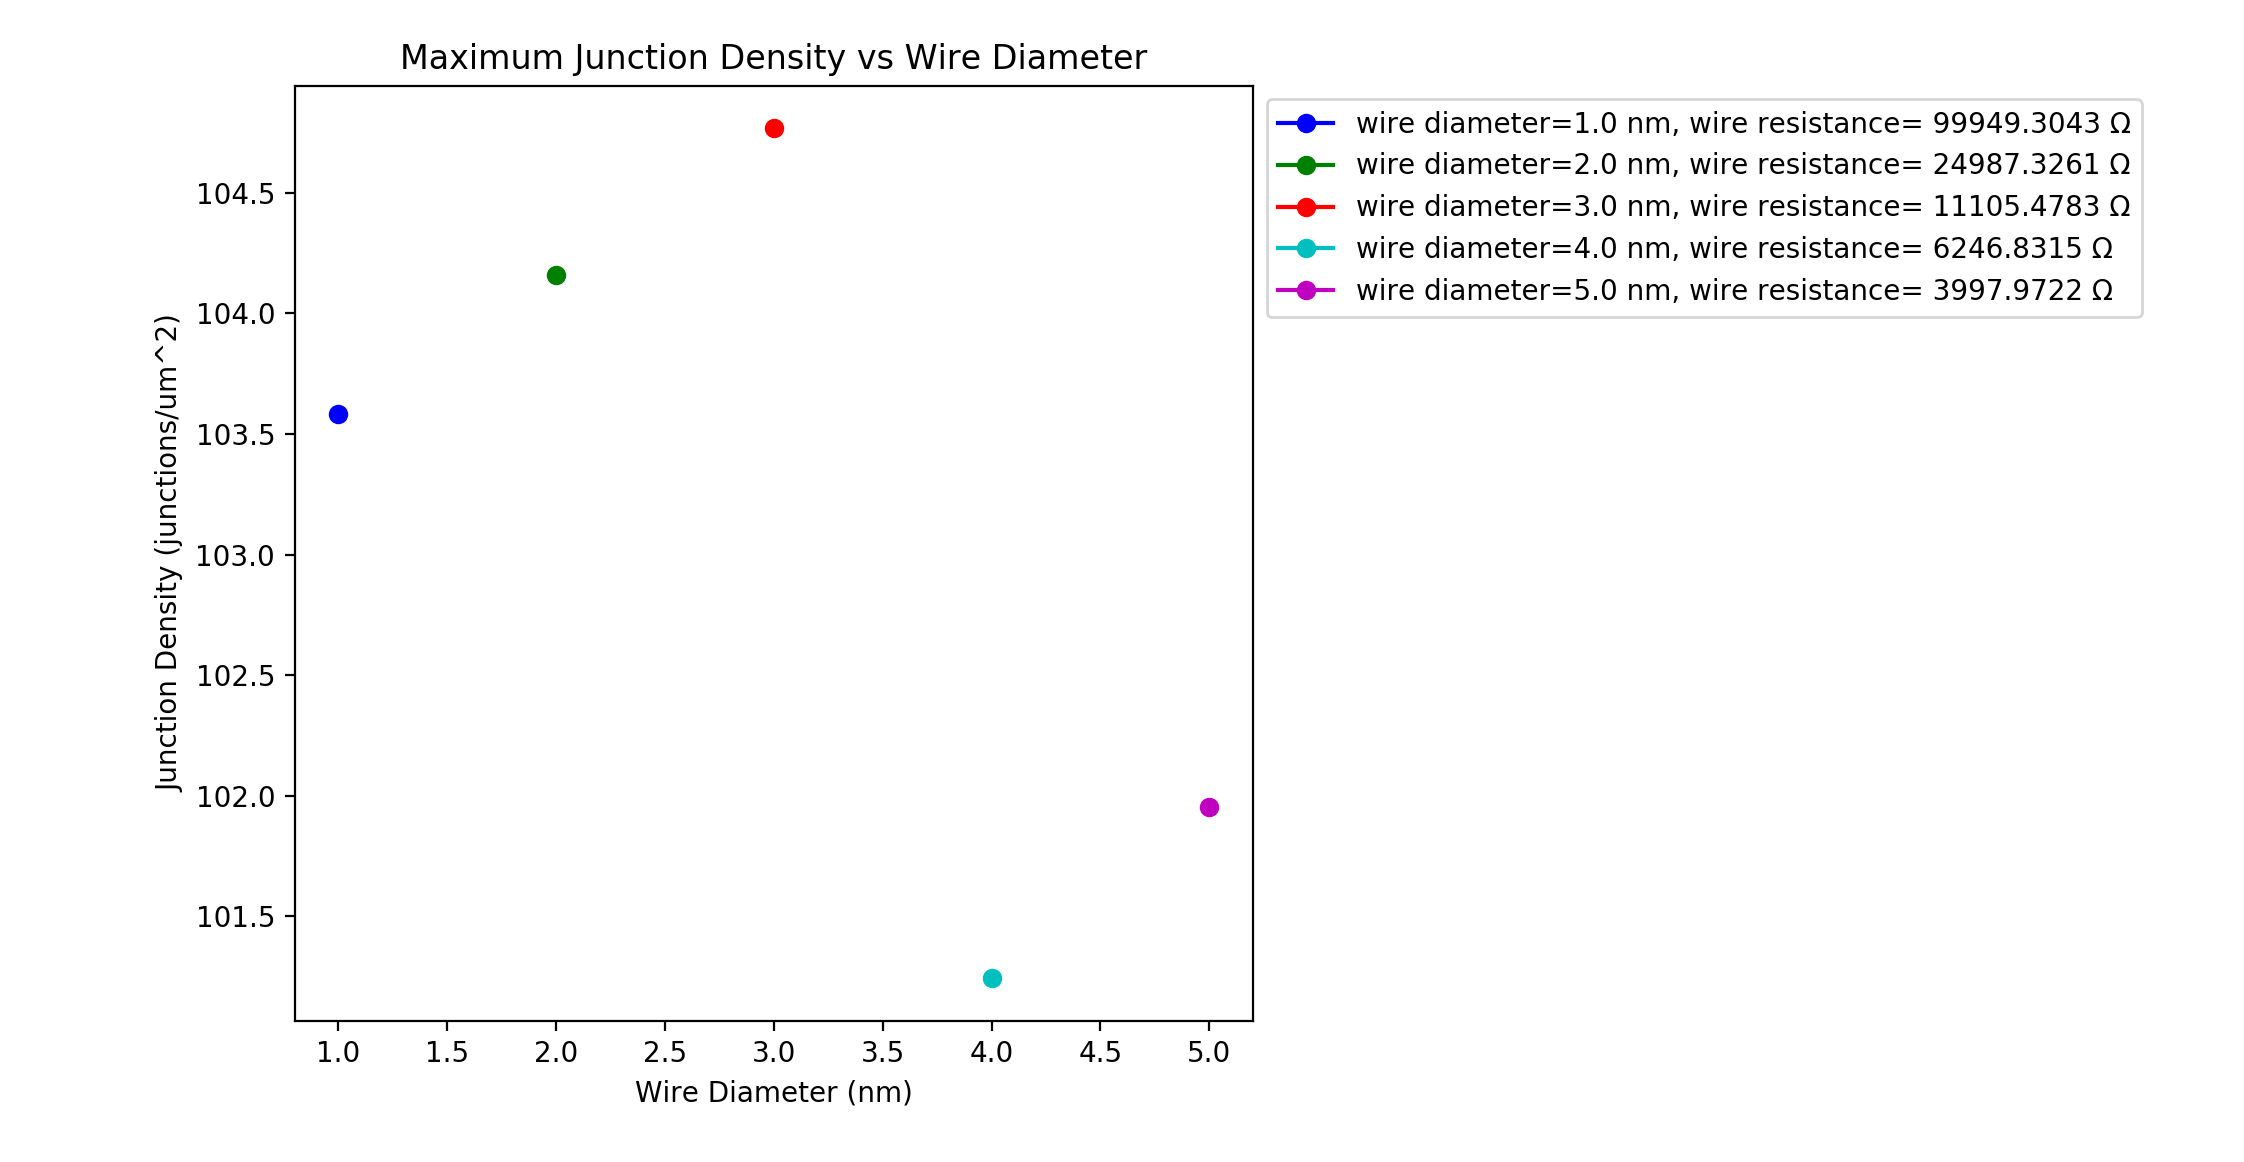 Maximum Junction Density vs Wire Diameter
wire diameter=1.0 nm, wire resistance= 99949.3043 Ω
wire diameter=2.0 nm, wire resistance= 24987.3261 Ω
wire diameter=3.0 nm, wire resistance= 11105.4783 Ω
wire diameter=4.0 nm, wire resistance= 6246.8315 Ω
wire diameter=5.0 nm, wire resistance= 3997.9722 Ω
Junction Density (junctions/um^2)
104.5
104.0
103.5
103.0
102.5
102.0
101.5
1.0 1.5 2.0 2.5 3.0 3.5 4.0 4.5 5.0
Wire Diameter (nm)